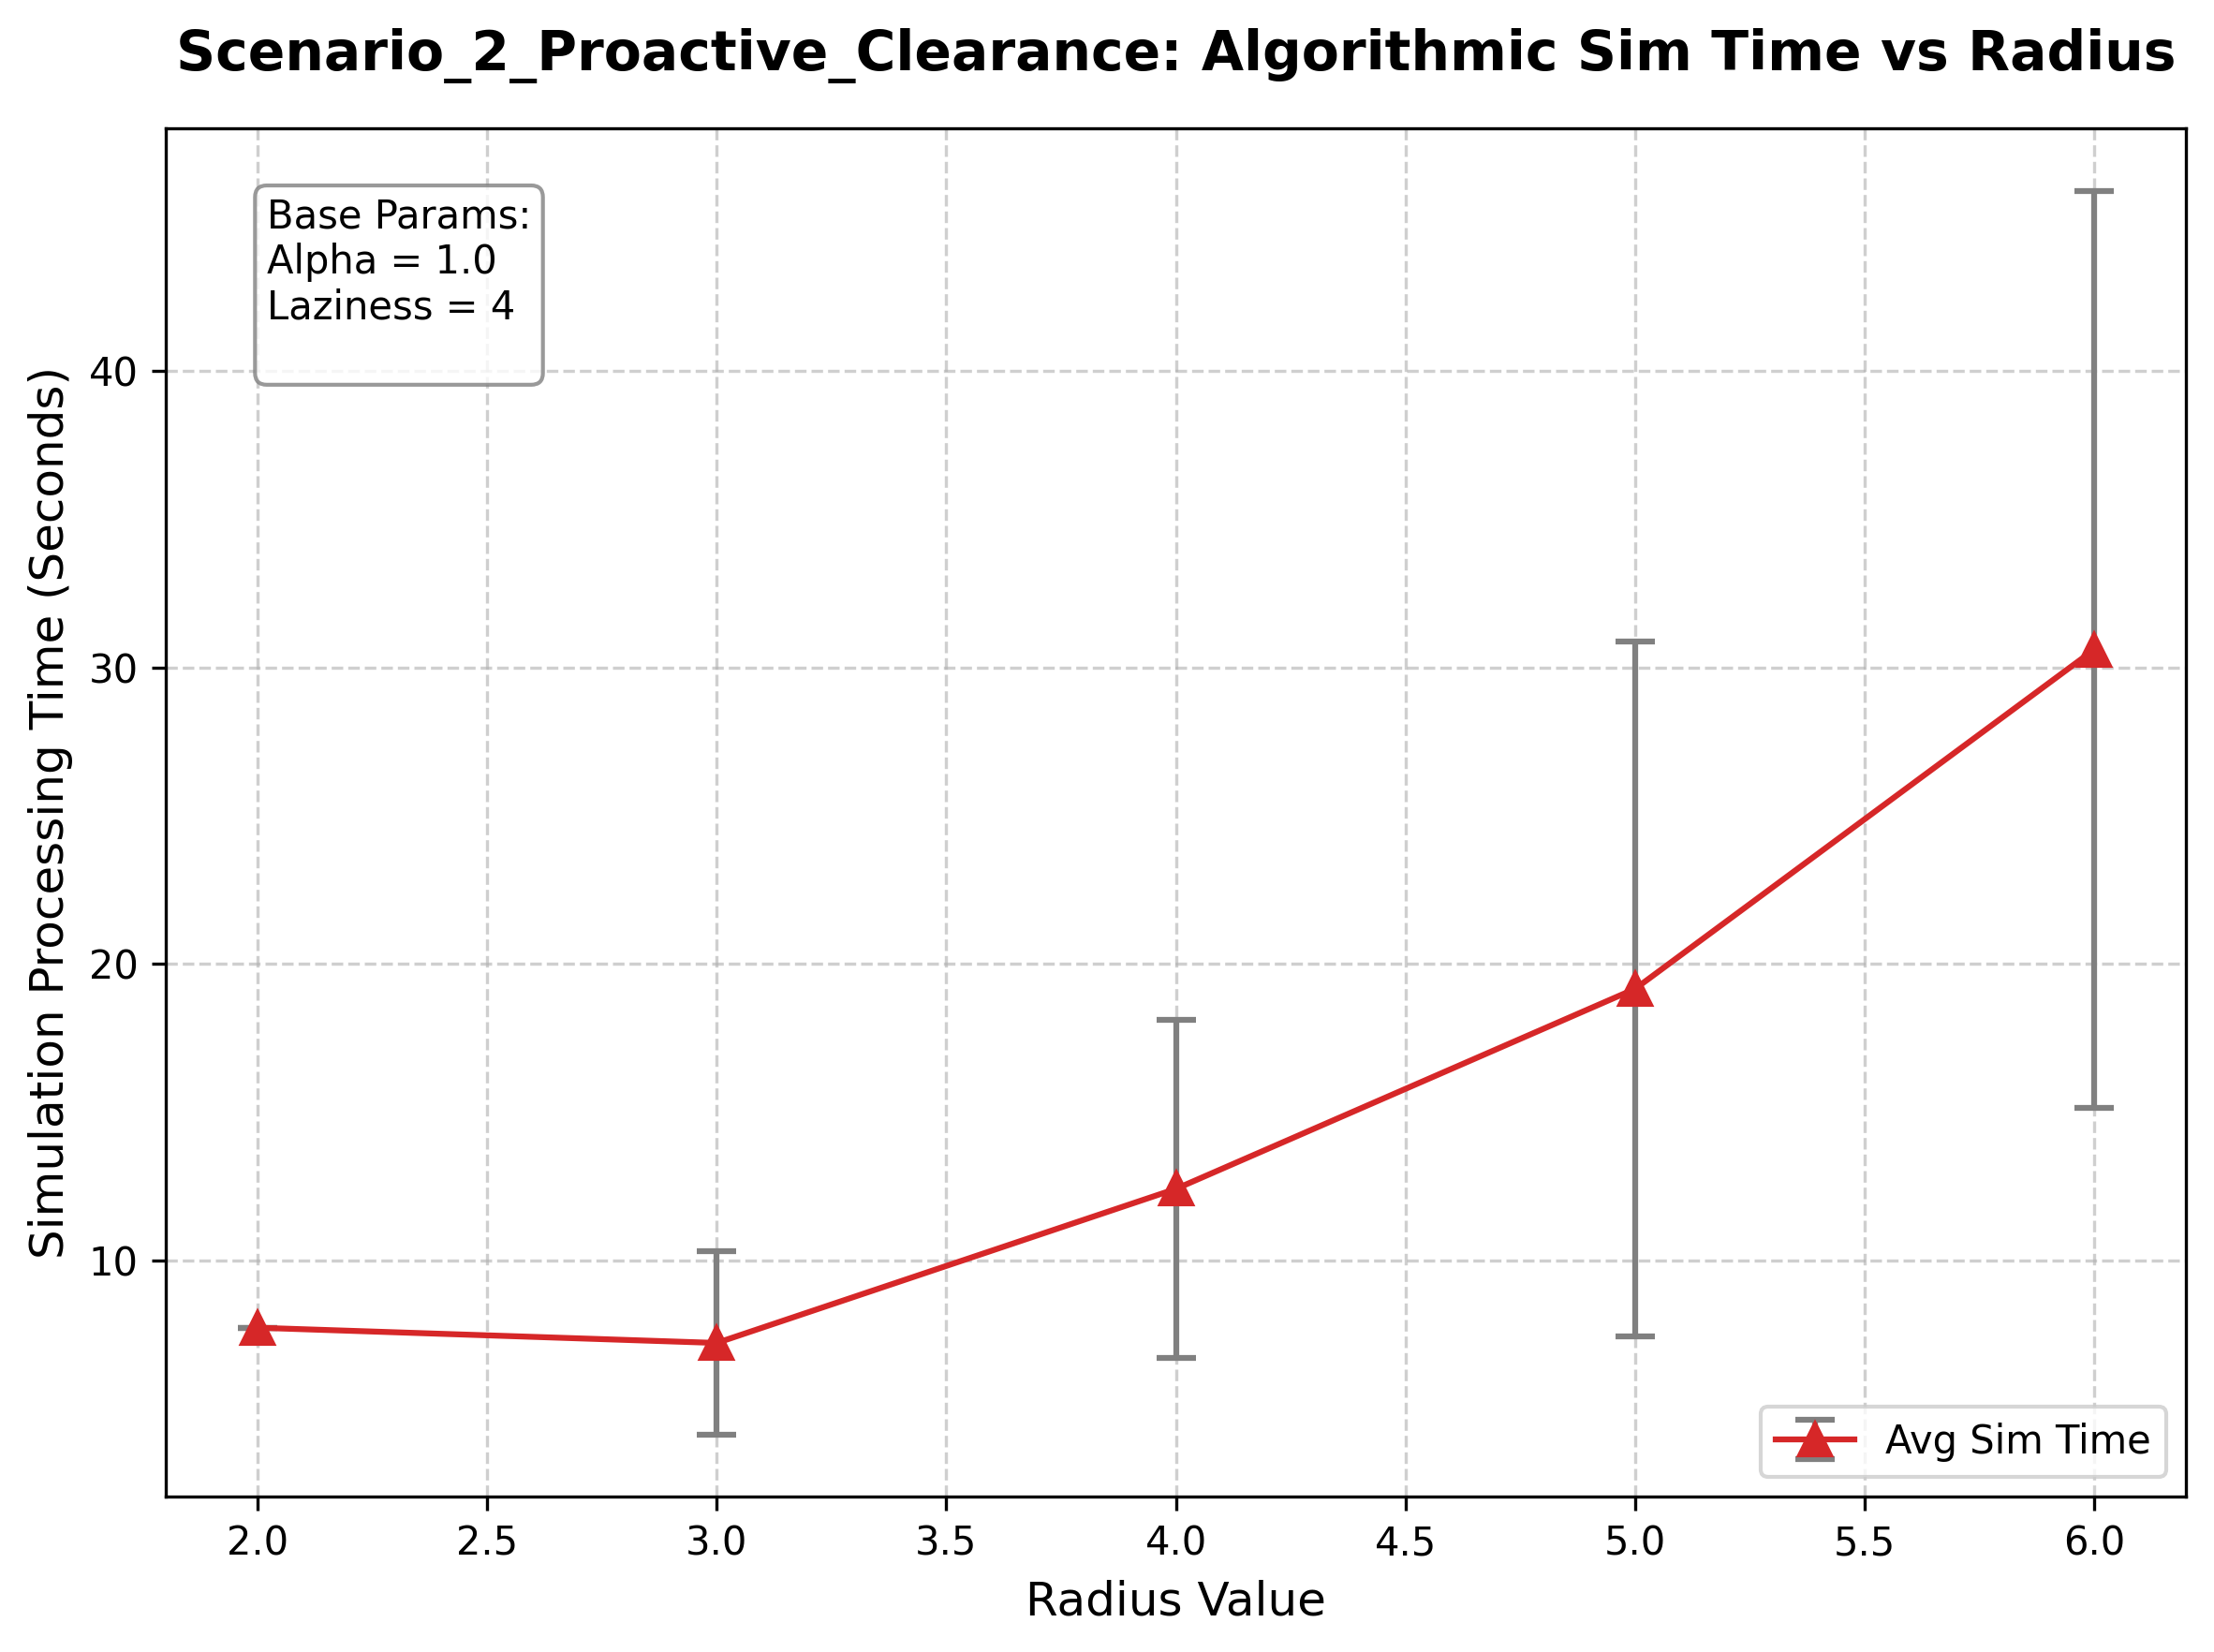 Scenario_2_Proactive_Clearance: Algorithmic Sim Time vs Radius
Base Params:
Alpha = 1.0
Laziness = 4
Simulation Processing Time (Seconds)
40
30
20
10
Avg Sim Time
2.0 2.5 3.0 3.5 4.0 4.5 5.0 5.5 6.0
Radius Value